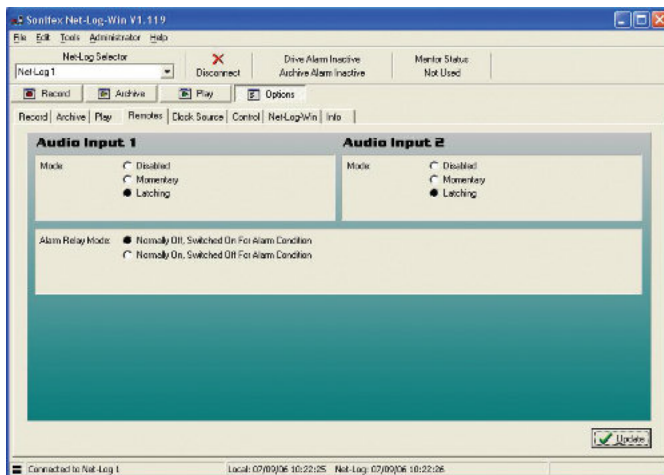 Sonifex Net-Log-Win V1.119
File Edit Tools Administrator Help
Net-Log Selector
Net-Log 1
Disconnect
Drive Alarm Inactive
Archive Alarm Inactive
Mentor Status
Not Used
Record Archive Play Options
Record Archive Play Remotes Clock Source Control Net-Log-Win Info
Audio Input 1 Audio Input 2
Mode: Disabled Mode: Disabled
Momentary Momentary
Latching Latching
Alarm Relay Mode: Normally Off, Switched On For Alarm Condition
Normally On, Switched Off For Alarm Condition
Update
Connected to Net-Log 1 Local: 07/09/06 10:22:25 Net-Log: 07/09/06 10:22:26